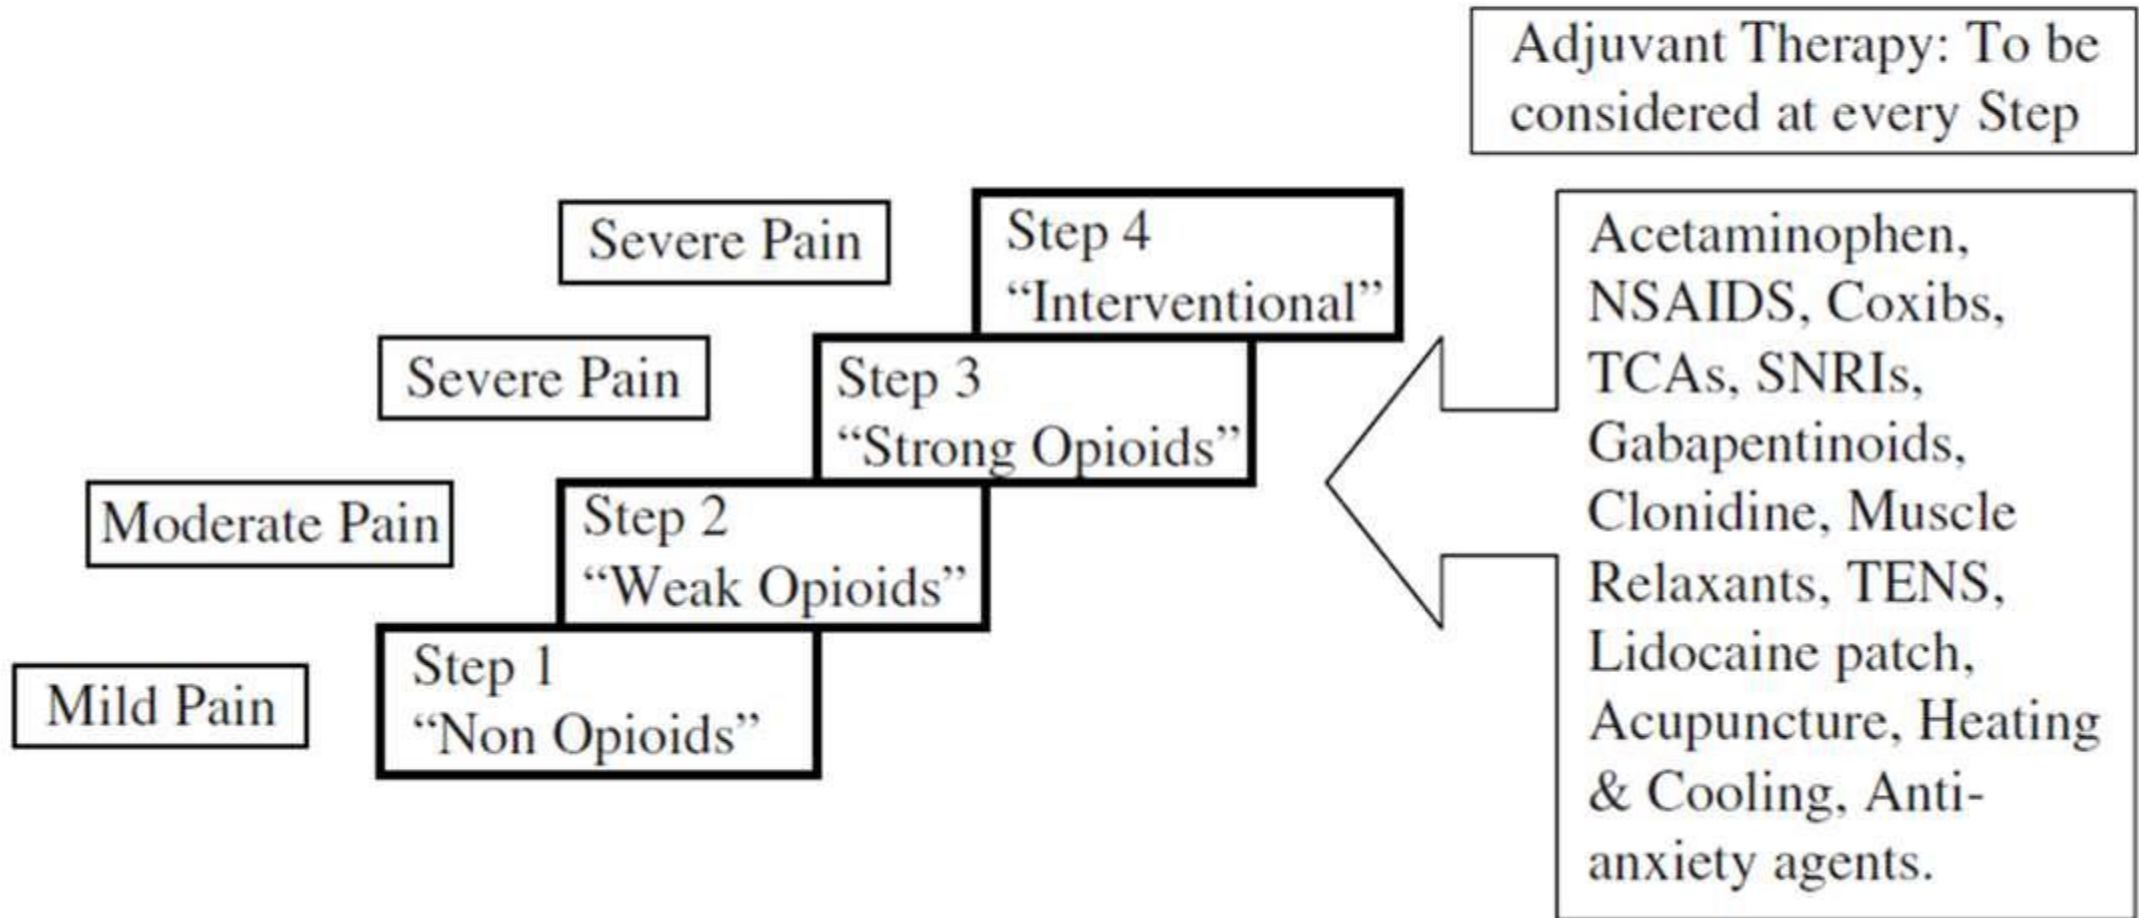 Adjuvant Therapy: To be
considered at every Step
Severe Pain
Step 4
“Interventional”
Severe Pain
Step 3
“Strong Opioids”
Moderate Pain
Step 2
“Weak Opioids”
Mild Pain
Step 1
“Non Opioids”
Acetaminophen,
NSAIDS, Coxibs,
TCAs, SNRIs,
Gabapentinoids,
Clonidine, Muscle
Relaxants, TENS,
Lidocaine patch,
Acupuncture, Heating
& Cooling, Anti-
anxiety agents.